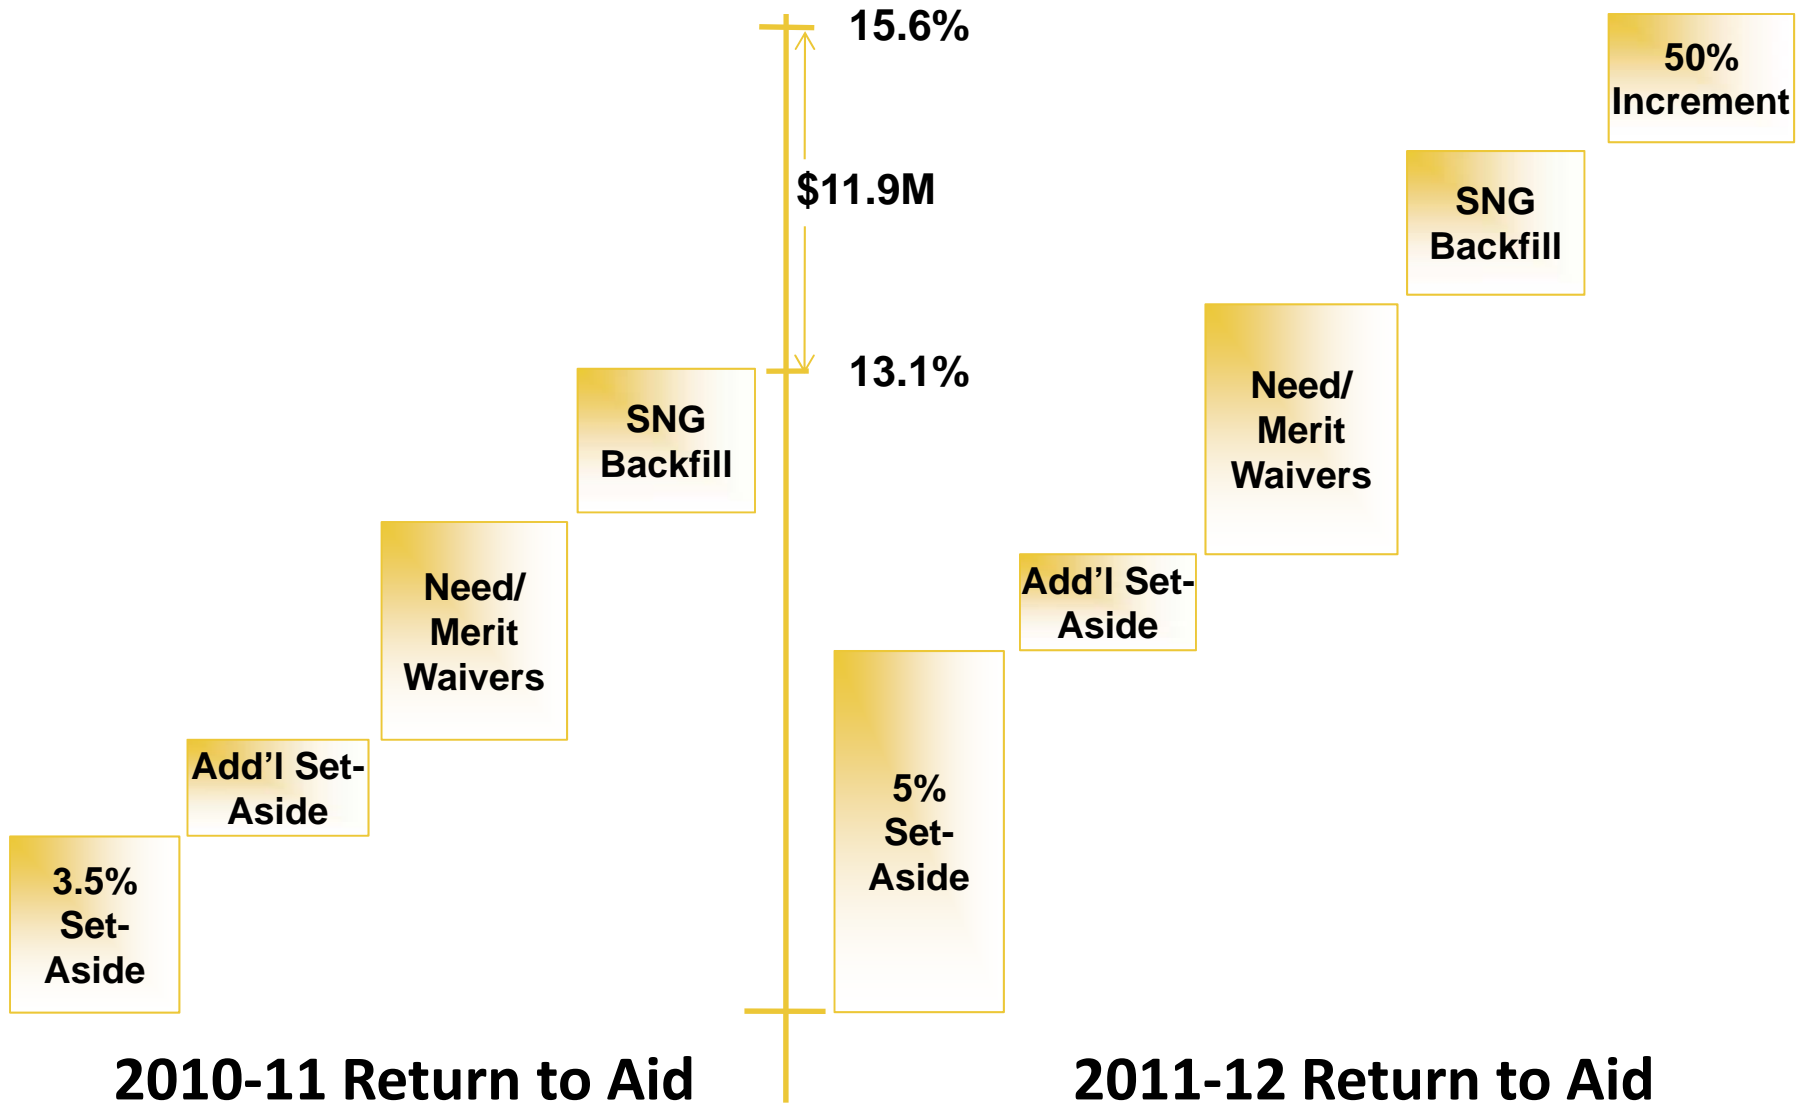 15.6%
$11.9M
13.1%
SNG
Backfill
Need/
Merit
Waivers
Add’l Set-
Aside
3.5%
Set-
Aside
2010-11 Return to Aid
50%
Increment
SNG
Backfill
Need/
Merit
Waivers
Add’l Set-
Aside
5%
Set-
Aside
2011-12 Return to Aid